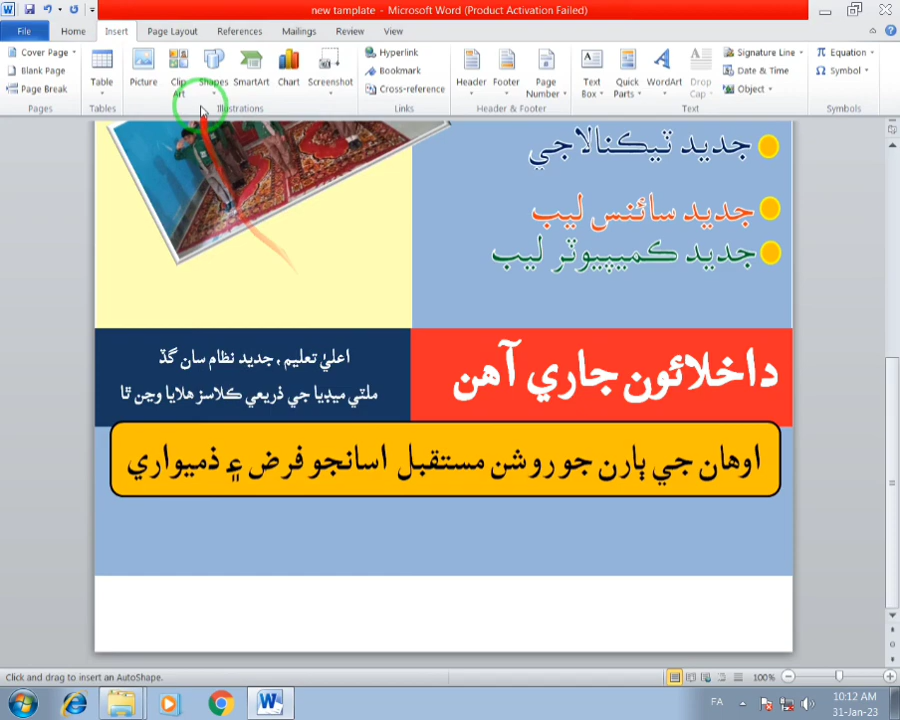 new tamplate - Microsoft Word (Product Activation Failed)
File Home Insert Page Layout References Mailings Review View
Cover Page
Blank Page
Page Break
Pages
Table
Tables
Picture
Clip Art
Shapes
SmartArt
Chart
Screenshot
Illustrations
Hyperlink
Bookmark
Cross-reference
Links
Header
Footer
Page Number
Header & Footer
Text Box
Quick Parts
WordArt
Drop Cap
Signature Line
Date & Time
Object
Text
Equation
Symbol
Symbols
جديد ٽيڪنالاجي
جديد سائنس ليب
جديد ڪمپيوٽر ليب
اعليٰ تعليم ، جديد نظام سان گڏ
ملٽي ميڊيا جي ذريعي ڪلاسز هلايا وڃن ٿا
داخلائون جاري آهن
اوهان جي ٻارن جو روشن مستقبل اسانجو فرض ۽ ذميواري
Click and drag to insert an AutoShape.
100%
FA
10:12 AM
31-Jan-23